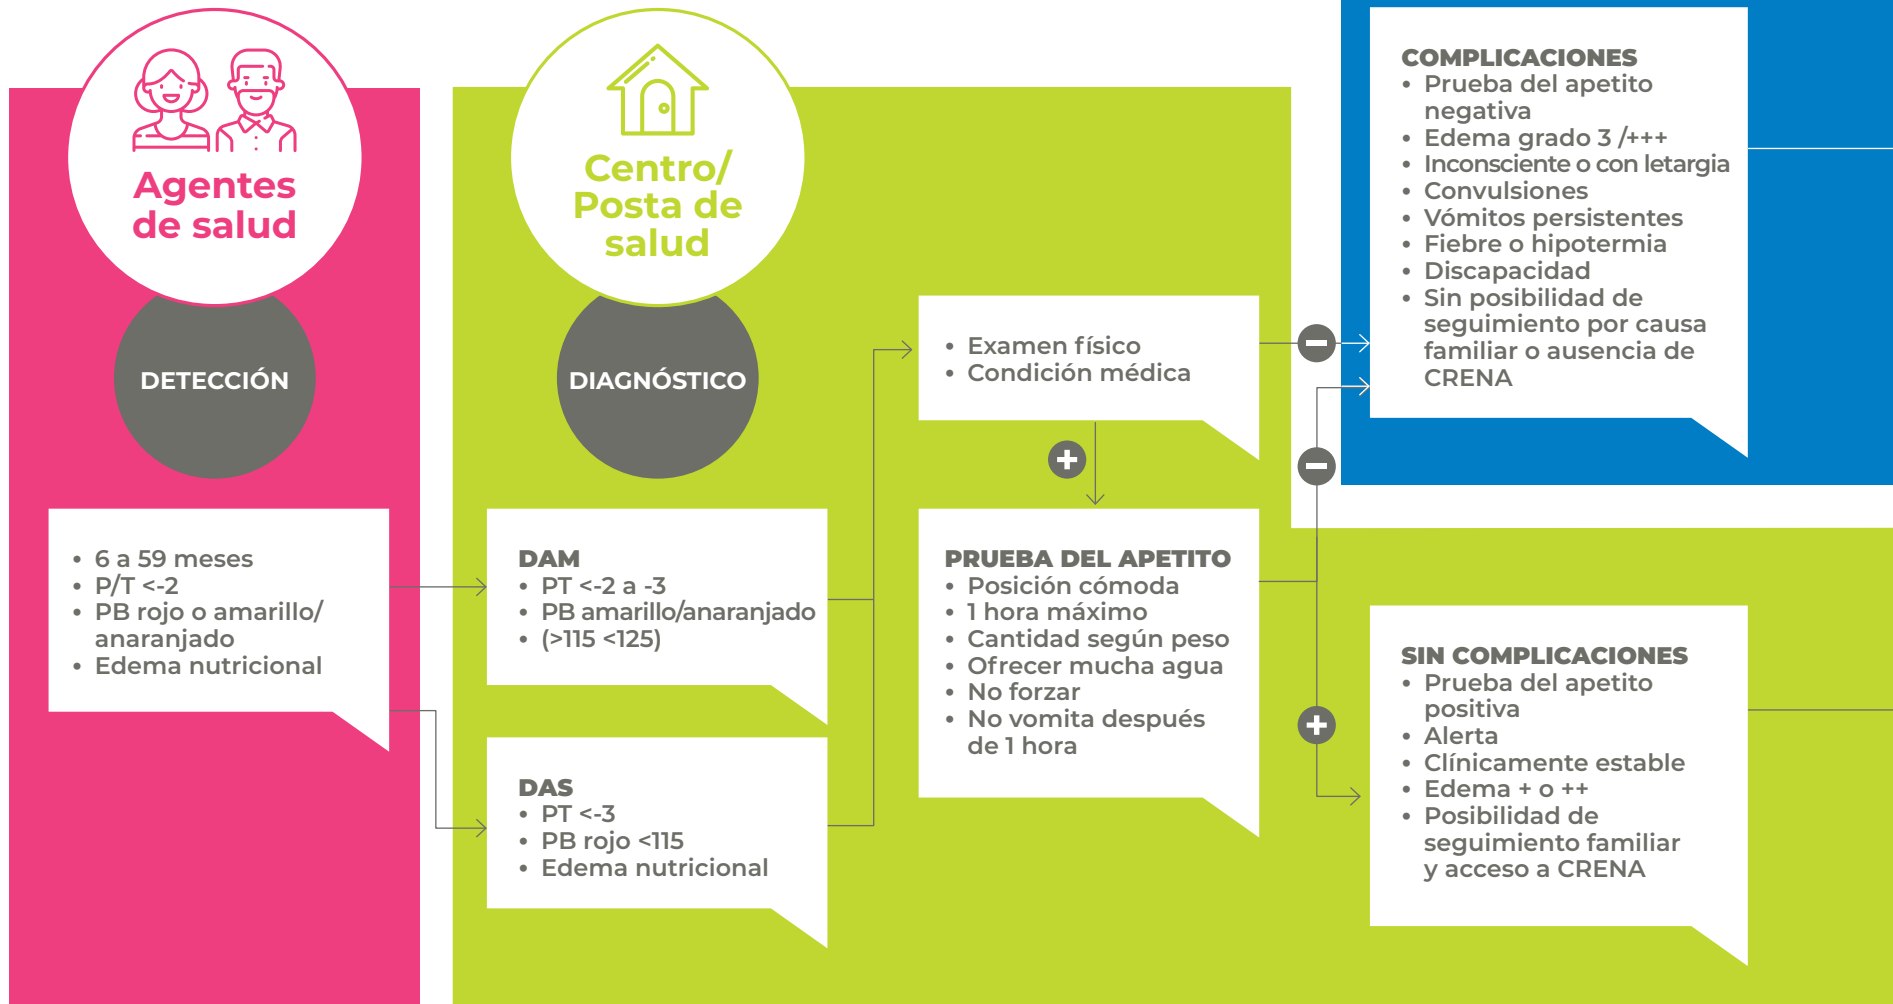 Agentes
de salud
DETECCIÓN
• 6 a 59 meses
• P/T <-2
• PB rojo o amarillo/
anaranjado
• Edema nutricional
Centro/
Posta de
salud
DIAGNÓSTICO
DAM
• PT <-2 a -3
• PB amarillo/anaranjado
• (>115 <125)
DAS
• PT <-3
• PB rojo <115
• Edema nutricional
• Examen físico
• Condición médica
PRUEBA DEL APETITO
• Posición cómoda
• 1 hora máximo
• Cantidad según peso
• Ofrecer mucha agua
• No forzar
• No vomita después
de 1 hora
COMPLICACIONES
• Prueba del apetito
negativa
• Edema grado 3 /+++
• Inconsciente o con letargia
• Convulsiones
• Vómitos persistentes
• Fiebre o hipotermia
• Discapacidad
• Sin posibilidad de
seguimiento por causa
familiar o ausencia de
CRENA
SIN COMPLICACIONES
• Prueba del apetito
positiva
• Alerta
• Clínicamente estable
• Edema + o ++
• Posibilidad de
seguimiento familiar
y acceso a CRENA